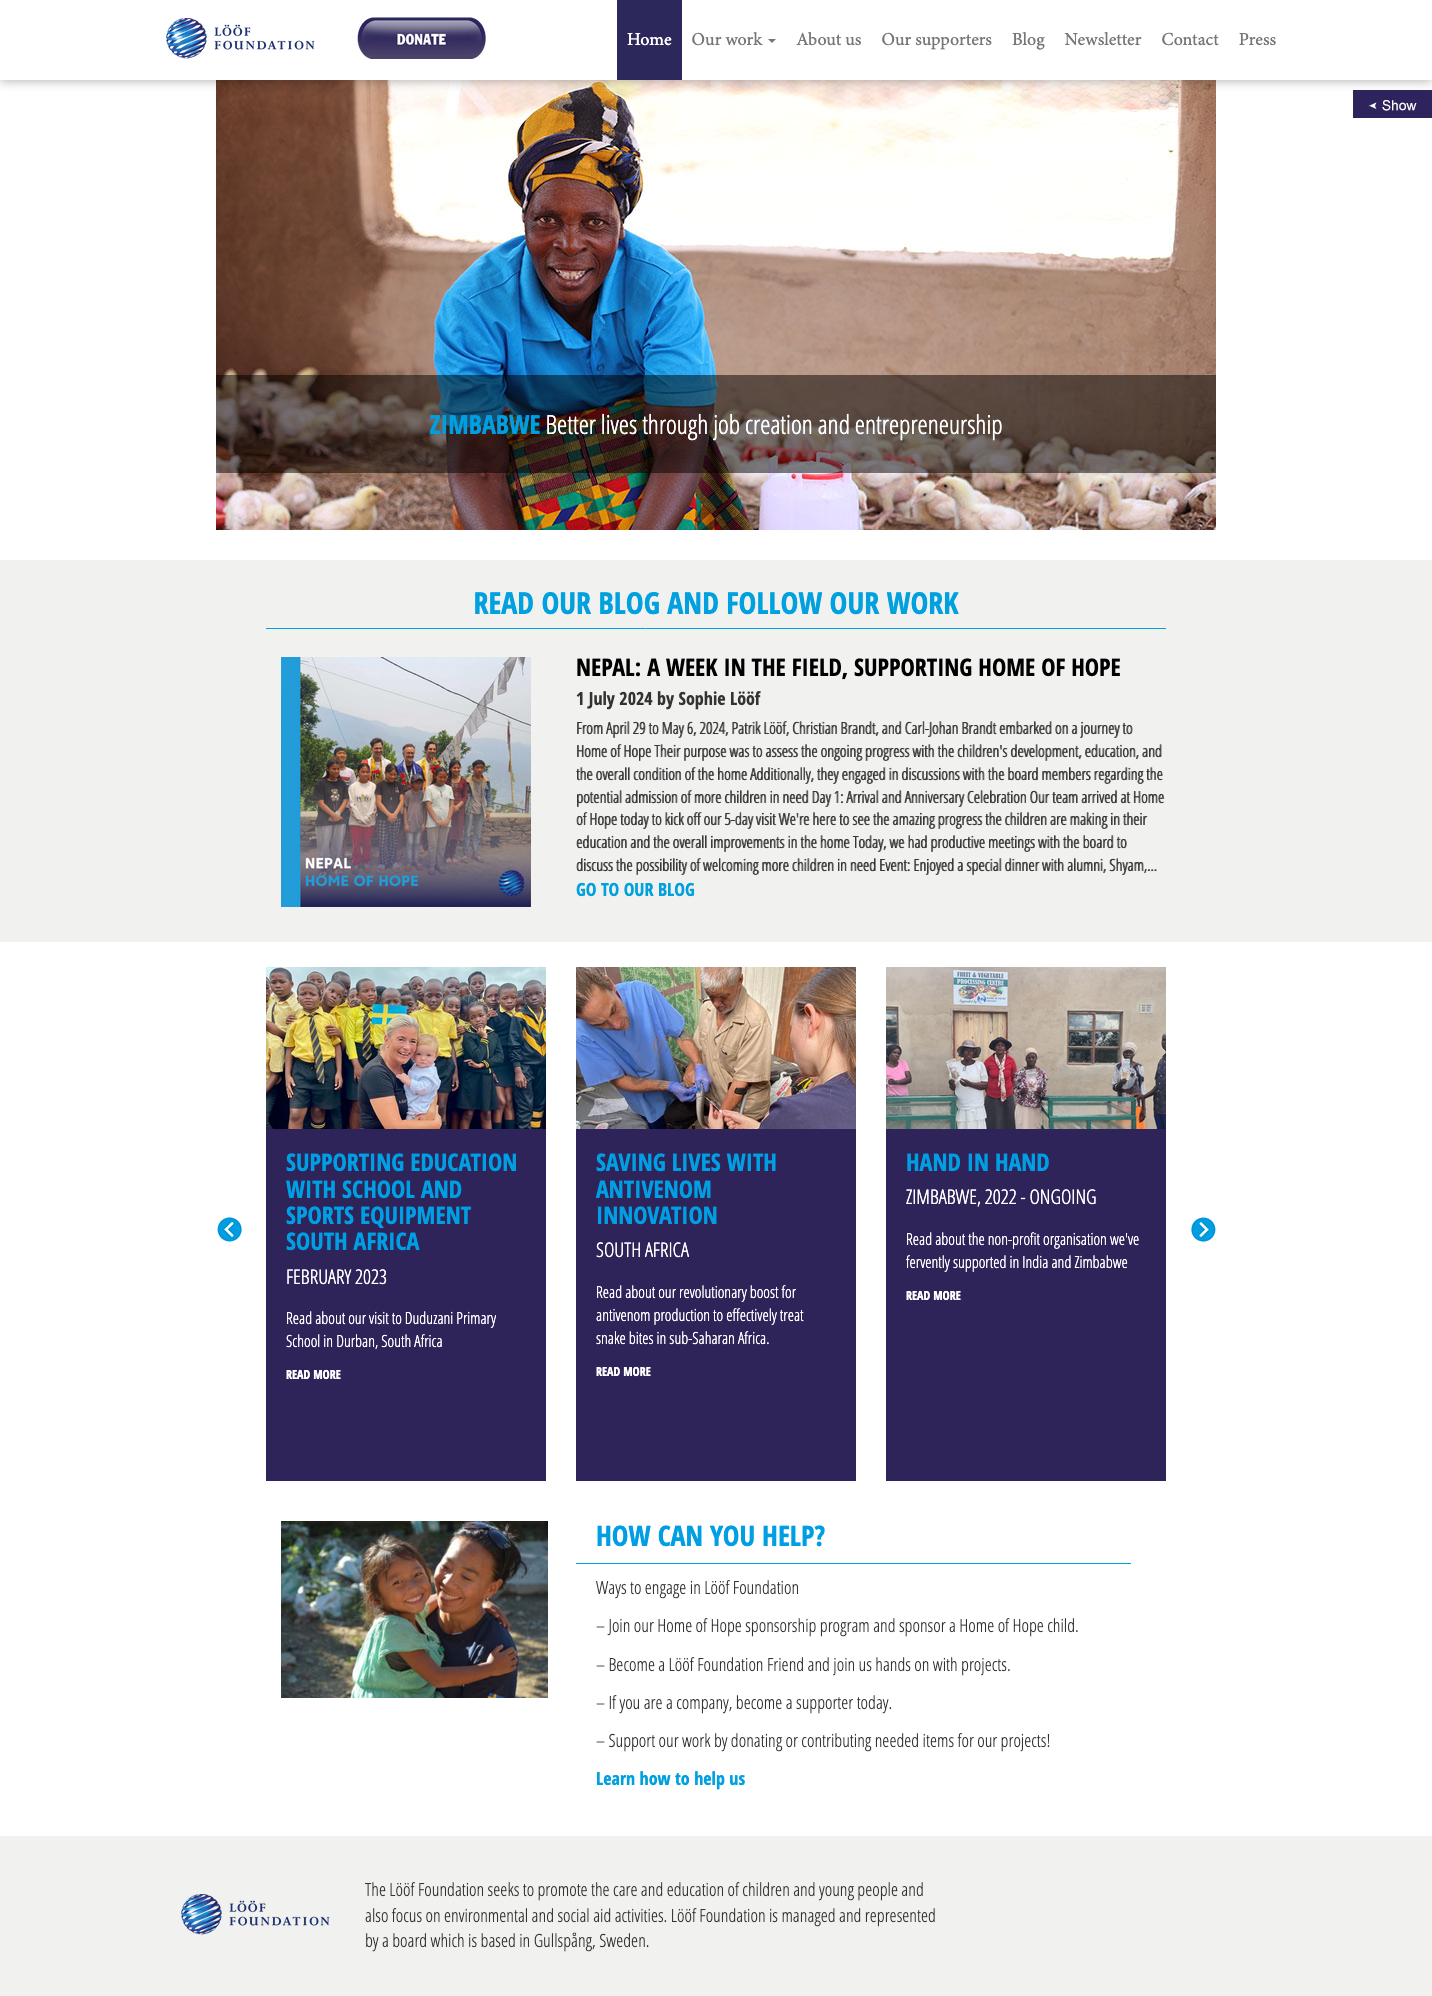 LÖÖF
FOUNDATION
DONATE
Home
Our work
About us
Our supporters
Blog
Newsletter
Contact
Press
Show
ZIMBABWE Better lives through job creation and entrepreneurship
READ OUR BLOG AND FOLLOW OUR WORK
NEPAL
HOME OF HOPE
NEPAL: A WEEK IN THE FIELD, SUPPORTING HOME OF HOPE
1 July 2024 by Sophie Lööf
From April 29 to May 6, 2024, Patrik Lööf, Christian Brandt, and Carl-Johan Brandt embarked on a journey to
Home of Hope Their purpose was to assess the ongoing progress with the children's development, education, and
the overall condition of the home Additionally, they engaged in discussions with the board members regarding the
potential admission of more children in need Day 1: Arrival and Anniversary Celebration Our team arrived at Home
of Hope today to kick off our 5-day visit We're here to see the amazing progress the children are making in their
education and the overall improvements in the home Today, we had productive meetings with the board to
discuss the possibility of welcoming more children in need Event: Enjoyed a special dinner with alumni, Shyam,...
GO TO OUR BLOG
SUPPORTING EDUCATION
WITH SCHOOL AND
SPORTS EQUIPMENT
SOUTH AFRICA
FEBRUARY 2023
Read about our visit to Duduzani Primary
School in Durban, South Africa
READ MORE
SAVING LIVES WITH
ANTIVENOM
INNOVATION
SOUTH AFRICA
Read about our revolutionary boost for
antivenom production to effectively treat
snake bites in sub-Saharan Africa.
READ MORE
FRUIT & VEGETABLE
PROCESSING CENTRE
HAND IN HAND
ZIMBABWE, 2022 - ONGOING
Read about the non-profit organisation we've
fervently supported in India and Zimbabwe
READ MORE
HOW CAN YOU HELP?
Ways to engage in Lööf Foundation
– Join our Home of Hope sponsorship program and sponsor a Home of Hope child.
– Become a Lööf Foundation Friend and join us hands on with projects.
– If you are a company, become a supporter today.
– Support our work by donating or contributing needed items for our projects!
Learn how to help us
LÖÖF
FOUNDATION
The Lööf Foundation seeks to promote the care and education of children and young people and
also focus on environmental and social aid activities. Lööf Foundation is managed and represented
by a board which is based in Gullspång, Sweden.